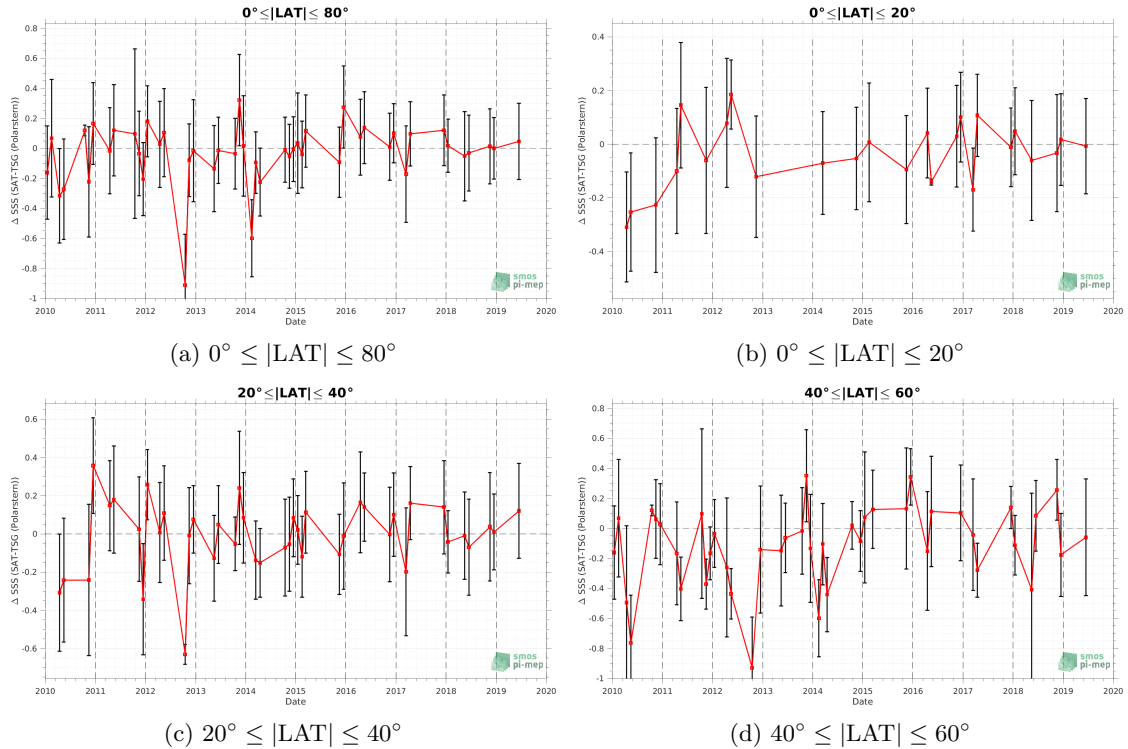 0°≤|LAT|≤ 80°
Δ SSS (SAT-TSG (Polarstern))
0.8
0.6
0.4
0.2
0
-0.2
-0.4
-0.6
-0.8
-1
2010 2011 2012 2013 2014 2015 2016 2017 2018 2019 2020
Date
smos
pi-mep
(a) 0° ≤ |LAT| ≤ 80°
0°≤|LAT|≤ 20°
Δ SSS (SAT-TSG (Polarstern))
0.4
0.2
0
-0.2
-0.4
2010 2011 2012 2013 2014 2015 2016 2017 2018 2019 2020
Date
smos
pi-mep
(b) 0° ≤ |LAT| ≤ 20°
20°≤|LAT|≤ 40°
Δ SSS (SAT-TSG (Polarstern))
0.6
0.4
0.2
0
-0.2
-0.4
-0.6
2010 2011 2012 2013 2014 2015 2016 2017 2018 2019 2020
Date
smos
pi-mep
(c) 20° ≤ |LAT| ≤ 40°
40°≤|LAT|≤ 60°
Δ SSS (SAT-TSG (Polarstern))
0.8
0.6
0.4
0.2
0
-0.2
-0.4
-0.6
-0.8
-1
2010 2011 2012 2013 2014 2015 2016 2017 2018 2019 2020
Date
smos
pi-mep
(d) 40° ≤ |LAT| ≤ 60°